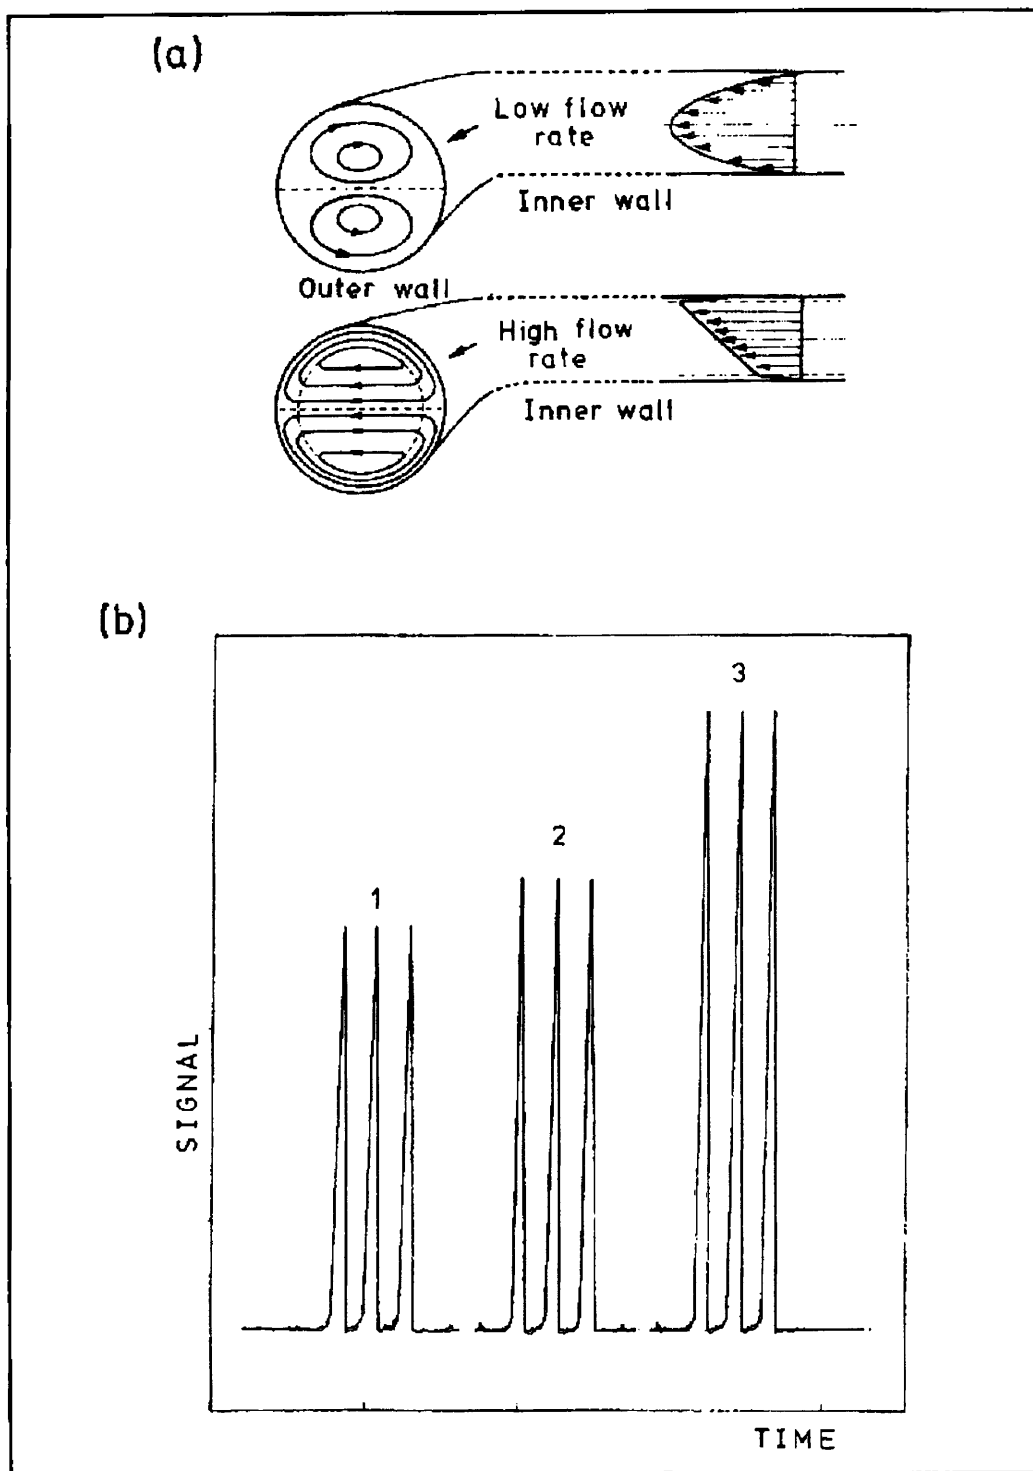 (a)
Low flow
rate
Inner wall
Outer wall
High flow
rate
Inner wall
(b)
3
2
1
SIGNAL
TIME